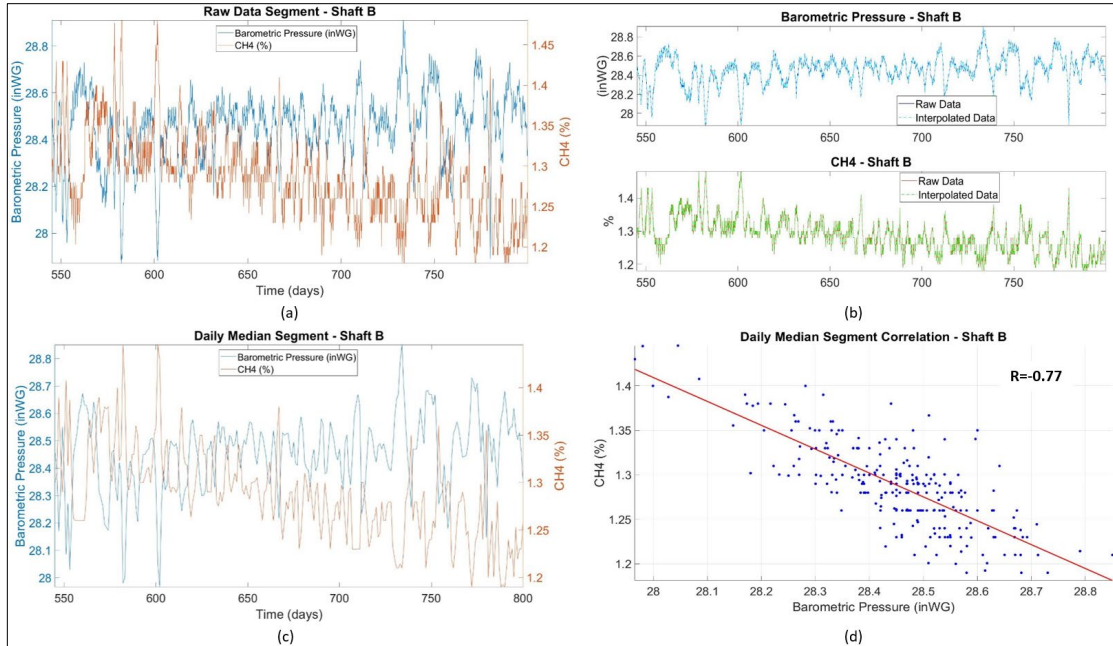 Raw Data Segment - Shaft B
Barometric Pressure (inWG)
CH4 (%)
Barometric Pressure (inWG)
28.8
28.6
28.4
28.2
28
1.45
1.4
1.35
1.3
1.25
1.2
CH4 (%)
545 600 650 700 750
Time (days)
(a)
Barometric Pressure - Shaft B
(inWG)
28.8
28.4
28
Raw Data
Interpolated Data
545 600 650 700 750
CH4 - Shaft B
%
1.4
1.3
1.2
Raw Data
Interpolated Data
545 600 650 700 750
(b)
Daily Median Segment - Shaft B
Barometric Pressure (inWG)
CH4 (%)
Barometric Pressure (inWG)
28.8
28.7
28.6
28.5
28.4
28.3
28.2
28.1
28
1.4
1.35
1.3
1.25
1.2
CH4 (%)
545 600 650 700 750 800
Time (days)
(c)
Daily Median Segment Correlation - Shaft B
R=-0.77
CH4 (%)
1.4
1.35
1.3
1.25
1.2
28 28.1 28.2 28.3 28.4 28.5 28.6 28.7 28.8
Barometric Pressure (inWG)
(d)